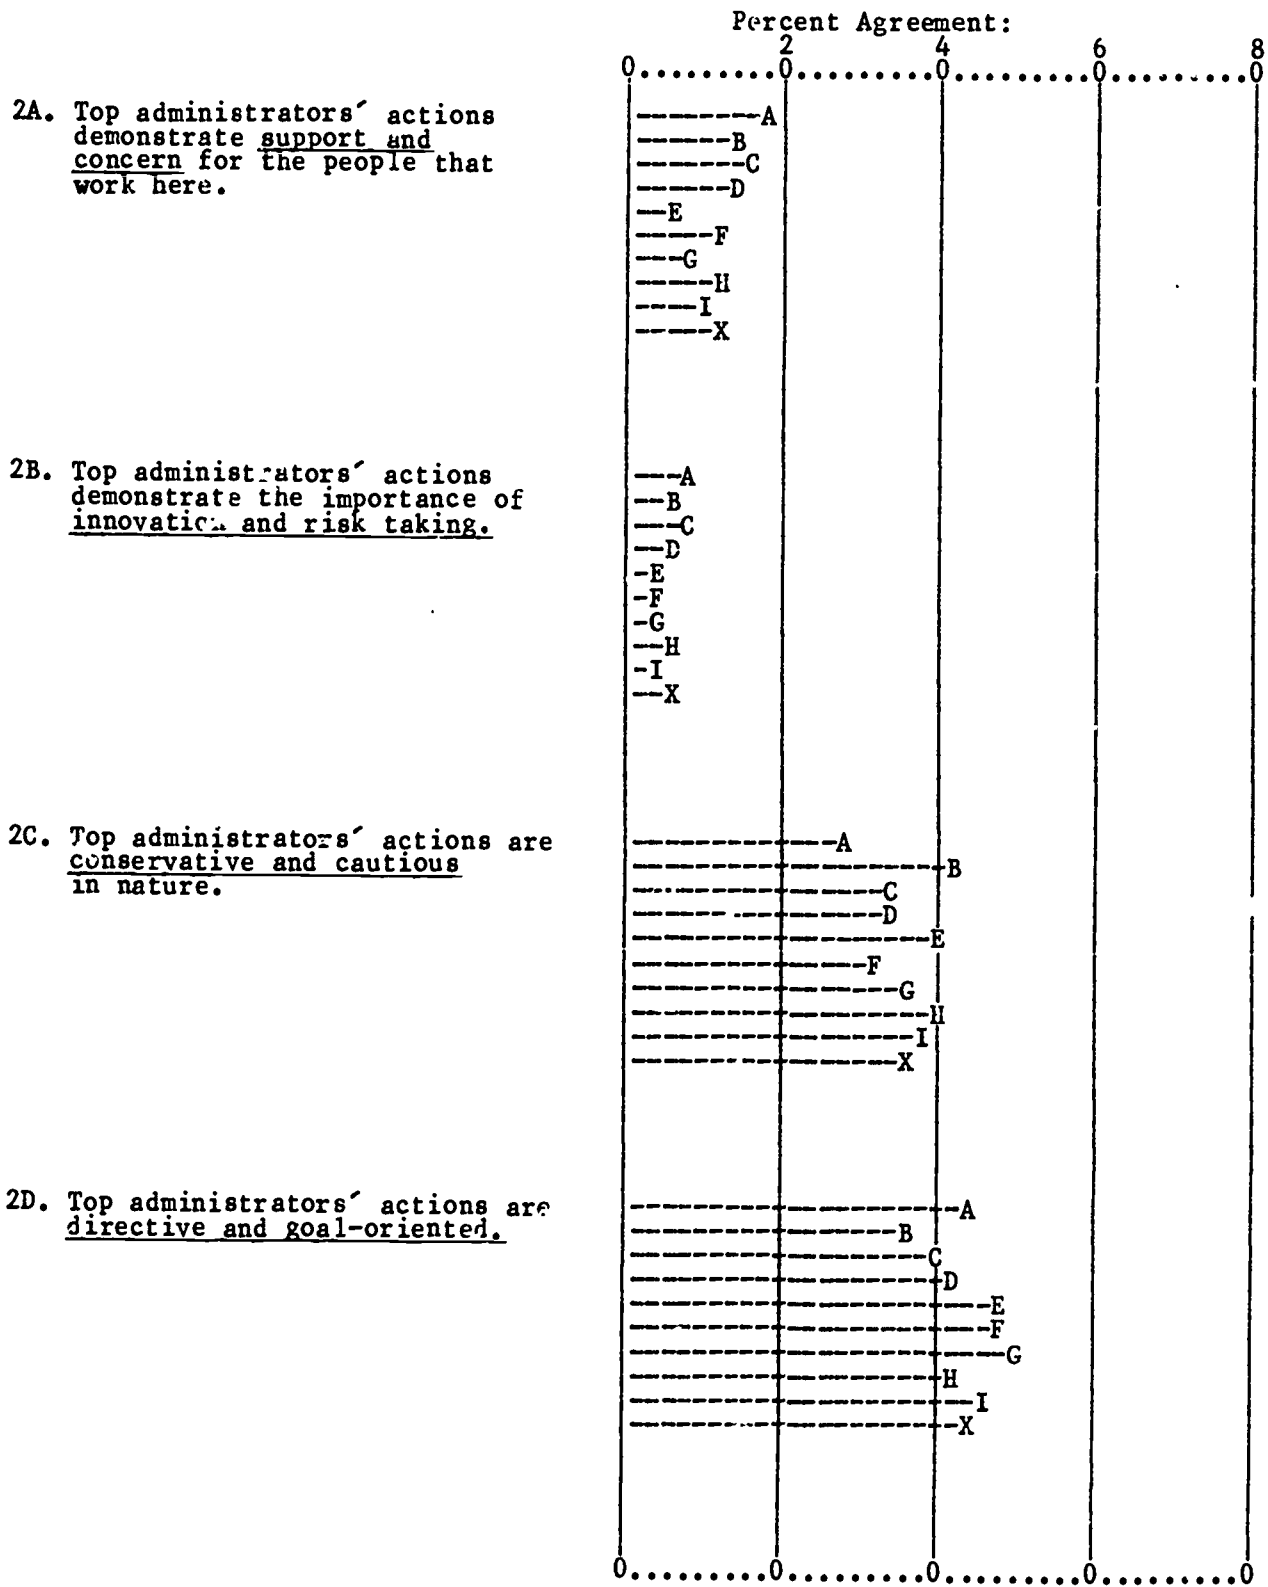 Percent Agreement:
2 4 6 8
0.........0.........0.........0.........0
2A. Top administrators´ actions
demonstrate support and
concern for the people that
work here.
--------A
------B
-------C
------D
--E
-----F
---G
-----H
----I
-----X
2B. Top administrators´ actions
demonstrate the importance of
innovation and risk taking.
---A
--B
---C
--D
-E
-F
-G
--H
-I
--X
2C. Top administrators´ actions are
conservative and cautious
in nature.
-------------A
--------------------B
----------------C
----------------D
-------------------E
---------------F
-----------------G
-------------------H
------------------I
-----------------X
2D. Top administrators´ actions are
directive and goal-oriented.
---------------------A
-----------------B
-------------------C
--------------------D
-----------------------E
-----------------------F
------------------------G
--------------------H
----------------------I
---------------------X
0.........0.........0.........0.........0